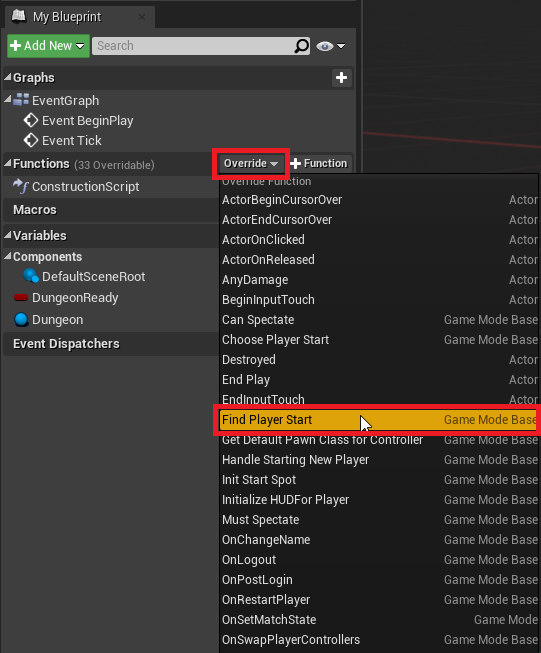 My Blueprint
Add New
Search
Graphs
EventGraph
Event BeginPlay
Event Tick
Functions (33 Overridable) Override Function
ConstructionScript
Macros
Variables
Components
DefaultSceneRoot
DungeonReady
Dungeon
Event Dispatchers
Override Function
ActorBeginCursorOver Actor
ActorEndCursorOver Actor
ActorOnClicked Actor
ActorOnReleased Actor
AnyDamage Actor
BeginInputTouch Actor
Can Spectate Game Mode Base
Choose Player Start Game Mode Base
Destroyed Actor
End Play Actor
EndInputTouch Actor
Find Player Start Game Mode Base
Get Default Pawn Class for Controller Game Mode Base
Handle Starting New Player Game Mode Base
Init Start Spot Game Mode Base
Initialize HUDFor Player Game Mode Base
Must Spectate Game Mode Base
OnChangeName Game Mode Base
OnLogout Game Mode Base
OnPostLogin Game Mode Base
OnRestartPlayer Game Mode Base
OnSetMatchState Game Mode
OnSwapPlayerControllers Game Mode Base